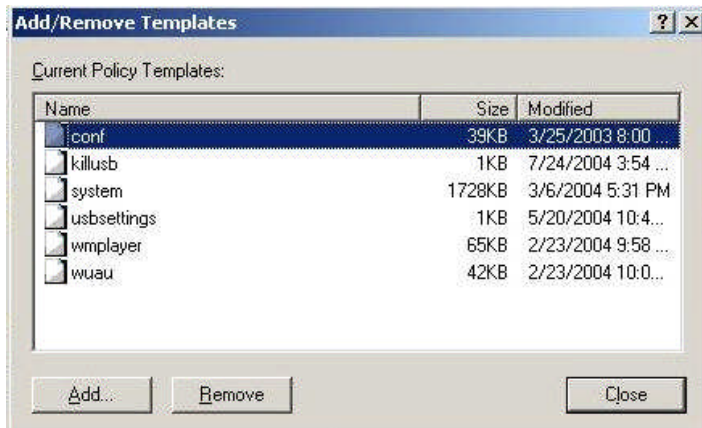 Add/Remove Templates
Current Policy Templates:
Name Size Modified
conf 39KB 3/25/2003 8:00 ...
killusb 1KB 7/24/2004 3:54 ...
system 1728KB 3/6/2004 5:31 PM
usbsettings 1KB 5/20/2004 10:4...
wmplayer 65KB 2/23/2004 9:58 ...
wuau 42KB 2/23/2004 10:0...
Add... Remove Close